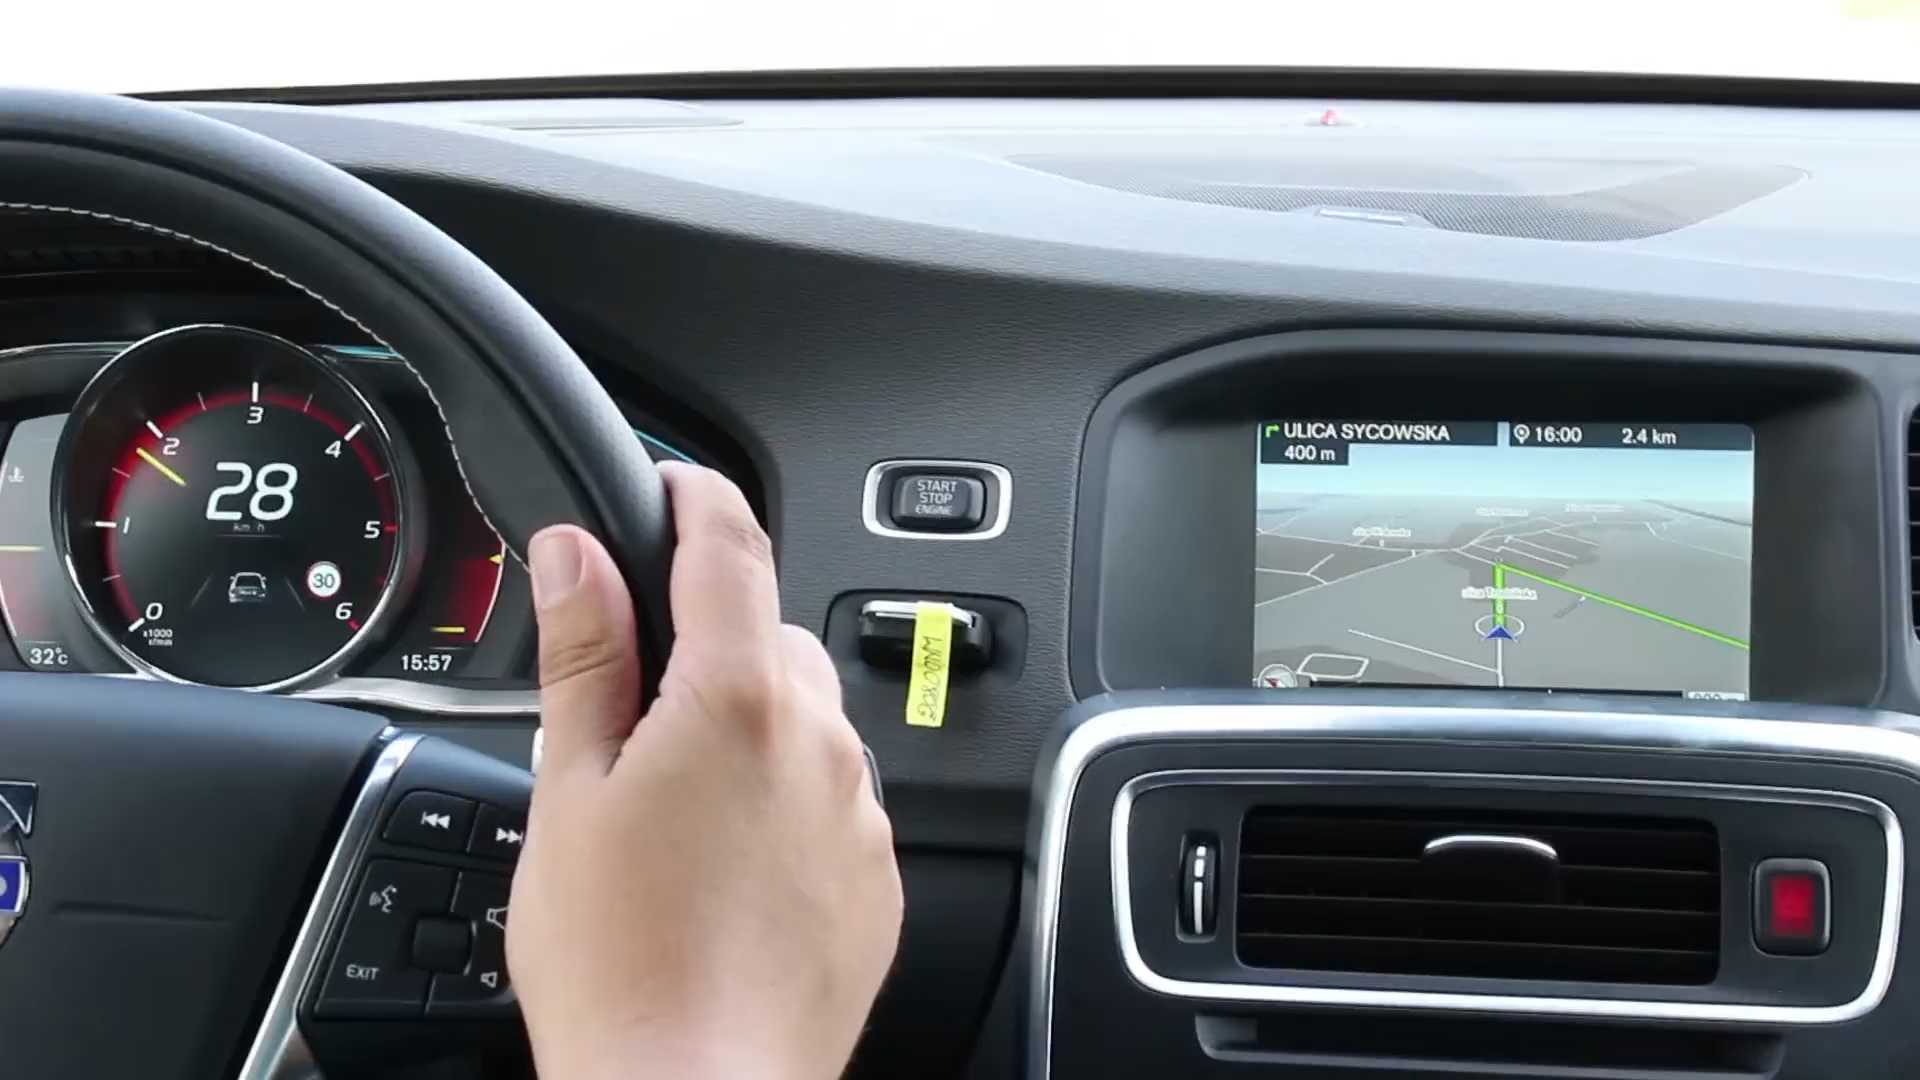 3
2
4
28
km/h
1
5
30
0
6
x1000
r/min
32°c
15:57
EXIT
START
STOP
ENGINE
ULICA SYCOWSKA
400 m
16:00
2.4 km